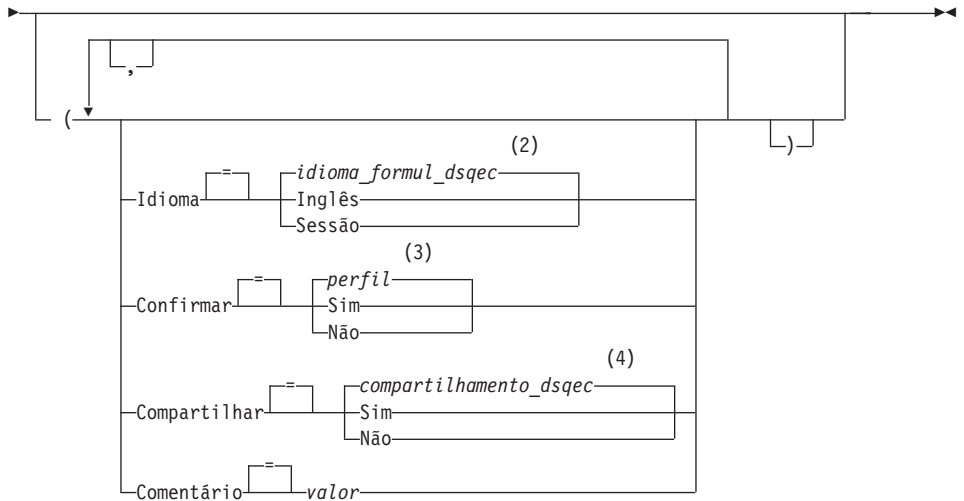 ,
(
)
(2)
idioma_formul_dsqec
Idioma = Inglês
Sessão
(3)
perfil
Confirmar = Sim
Não
(4)
compartilhamento_dsqec
Compartilhar = Sim
Não
Comentário = valor